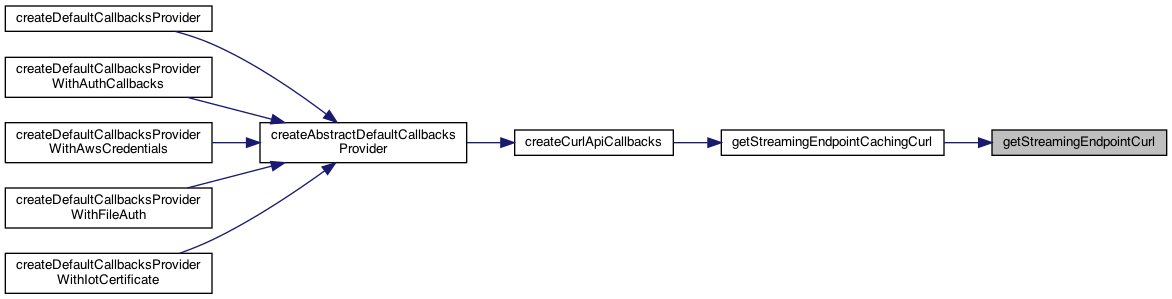 createDefaultCallbacksProvider
createDefaultCallbacksProvider
WithAuthCallbacks
createDefaultCallbacksProvider
WithAwsCredentials
createDefaultCallbacksProvider
WithFileAuth
createDefaultCallbacksProvider
WithIotCertificate
createAbstractDefaultCallbacks
Provider
createCurlApiCallbacks
getStreamingEndpointCachingCurl
getStreamingEndpointCurl